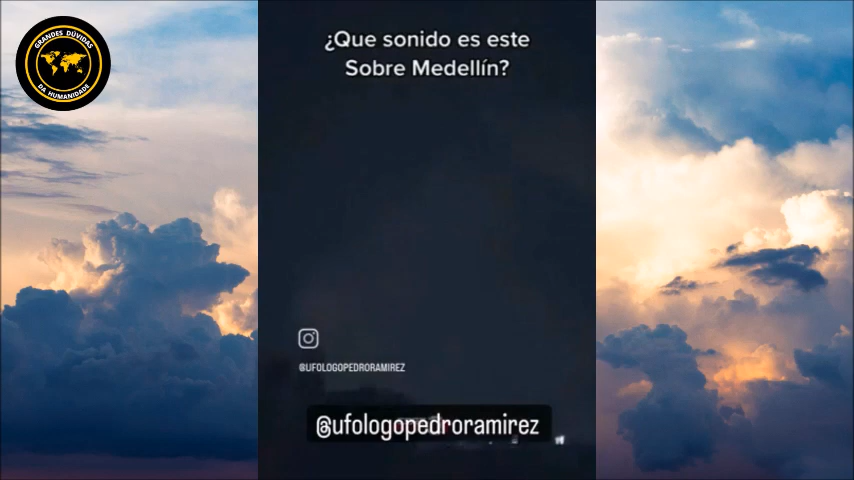 GRANDES DÚVIDAS
DA HUMANIDADE
¿Que sonido es este
Sobre Medellín?
@UFOLOGOPEDRORAMIREZ
@ufologopedroramirez